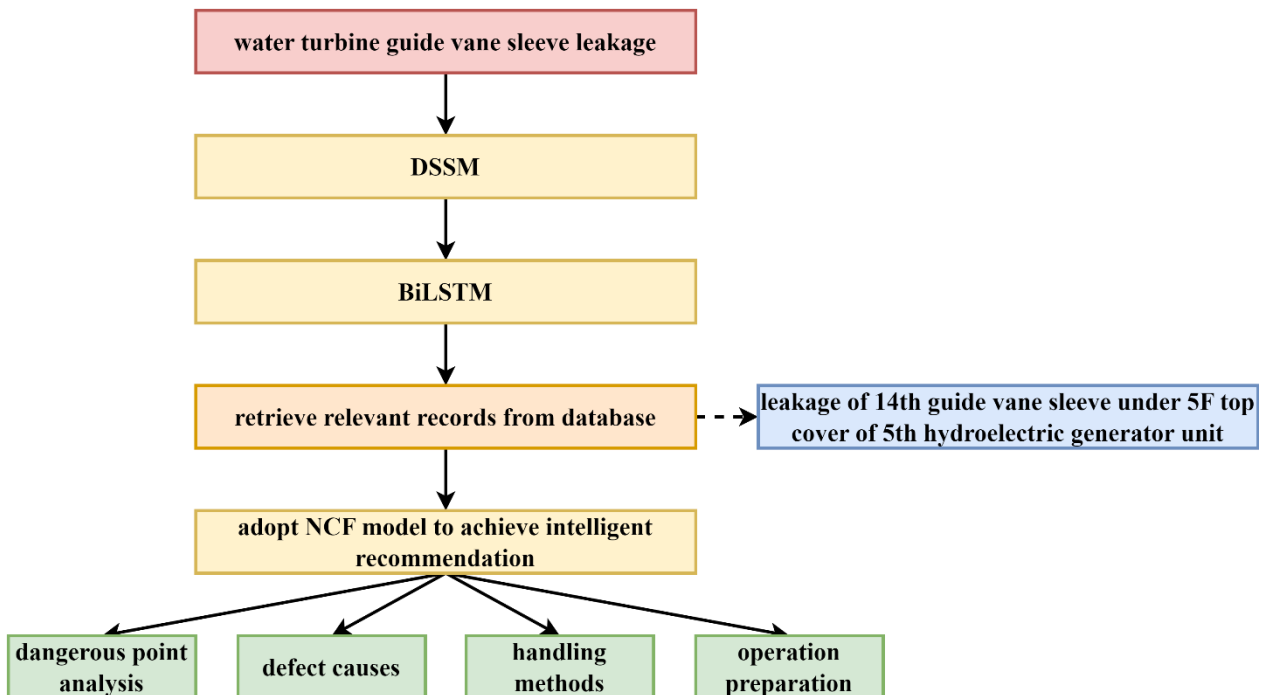 water turbine guide vane sleeve leakage
DSSM
BiLSTM
retrieve relevant records from database
leakage of 14th guide vane sleeve under 5F top
cover of 5th hydroelectric generator unit
adopt NCF model to achieve intelligent
recommendation
dangerous point
analysis
defect causes
handling
methods
operation
preparation